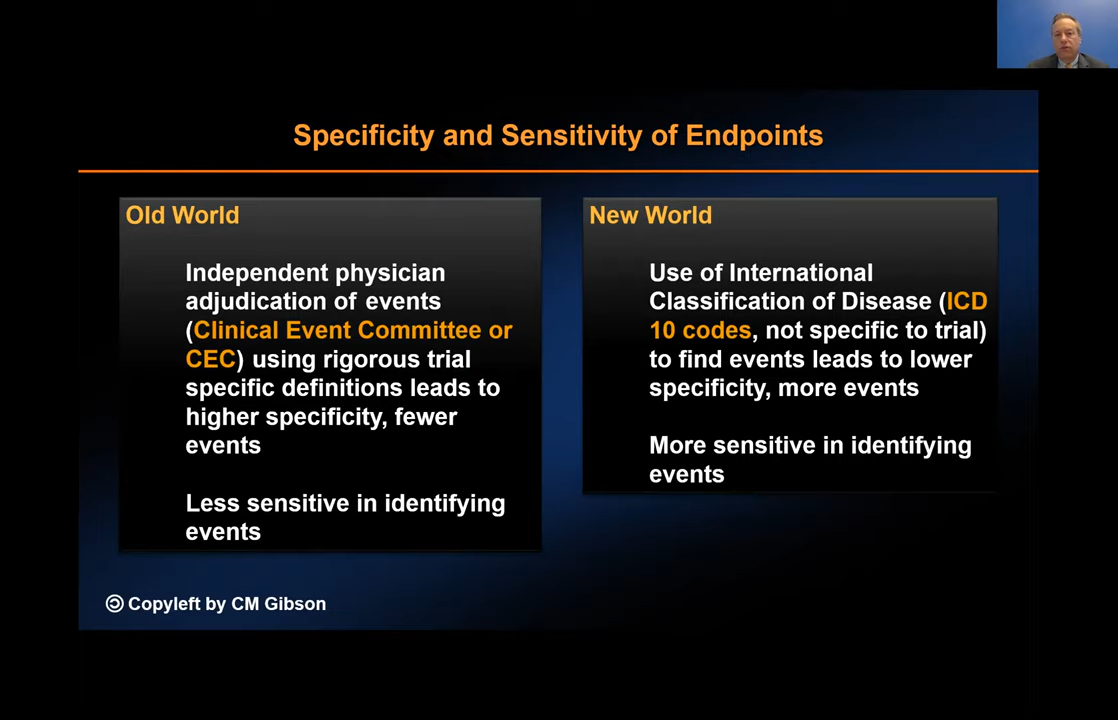 Specificity and Sensitivity of Endpoints
Old World
Independent physician
adjudication of events
(Clinical Event Committee or
CEC) using rigorous trial
specific definitions leads to
higher specificity, fewer
events
Less sensitive in identifying
events
New World
Use of International
Classification of Disease (ICD
10 codes, not specific to trial)
to find events leads to lower
specificity, more events
More sensitive in identifying
events
Copyleft by CM Gibson